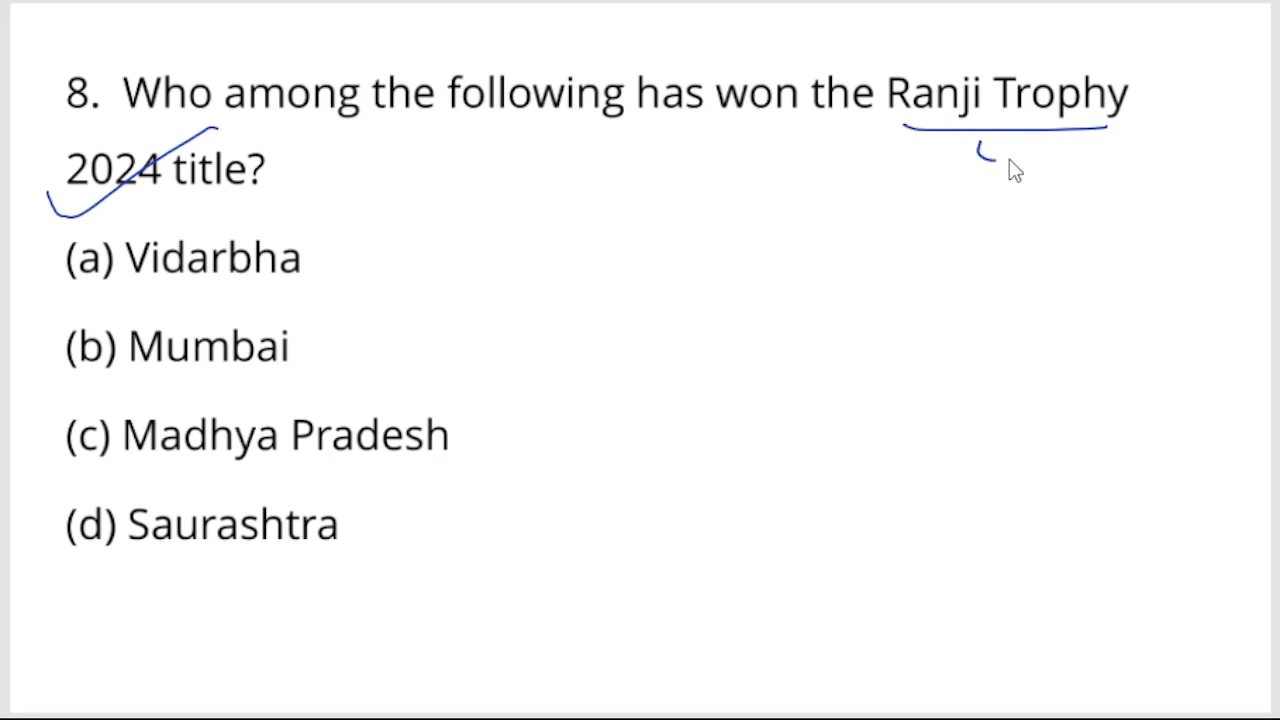 8. Who among the following has won the Ranji Trophy
2024 title?
(a) Vidarbha
(b) Mumbai
(c) Madhya Pradesh
(d) Saurashtra